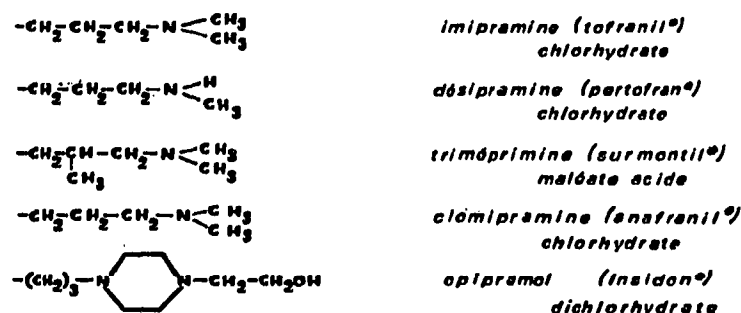 -CH2-CH2-CH2-N CH3 CH3 imipramine (tofranil®)
chlorhydrate
-CH2-CH2-CH2-N H CH3 désipramine (pertofran®)
chlorhydrate
-CH2-CH-CH2-N CH3 CH3 CH3 triméprimine (surmontil®)
maléate acide
-CH2-CH2-CH2-N CH3 CH3 clómipramine (anafranil®)
chlorhydrate
-(CH2)3-N N-CH2-CH2OH opipramol (insidon®)
dichlorhydrate